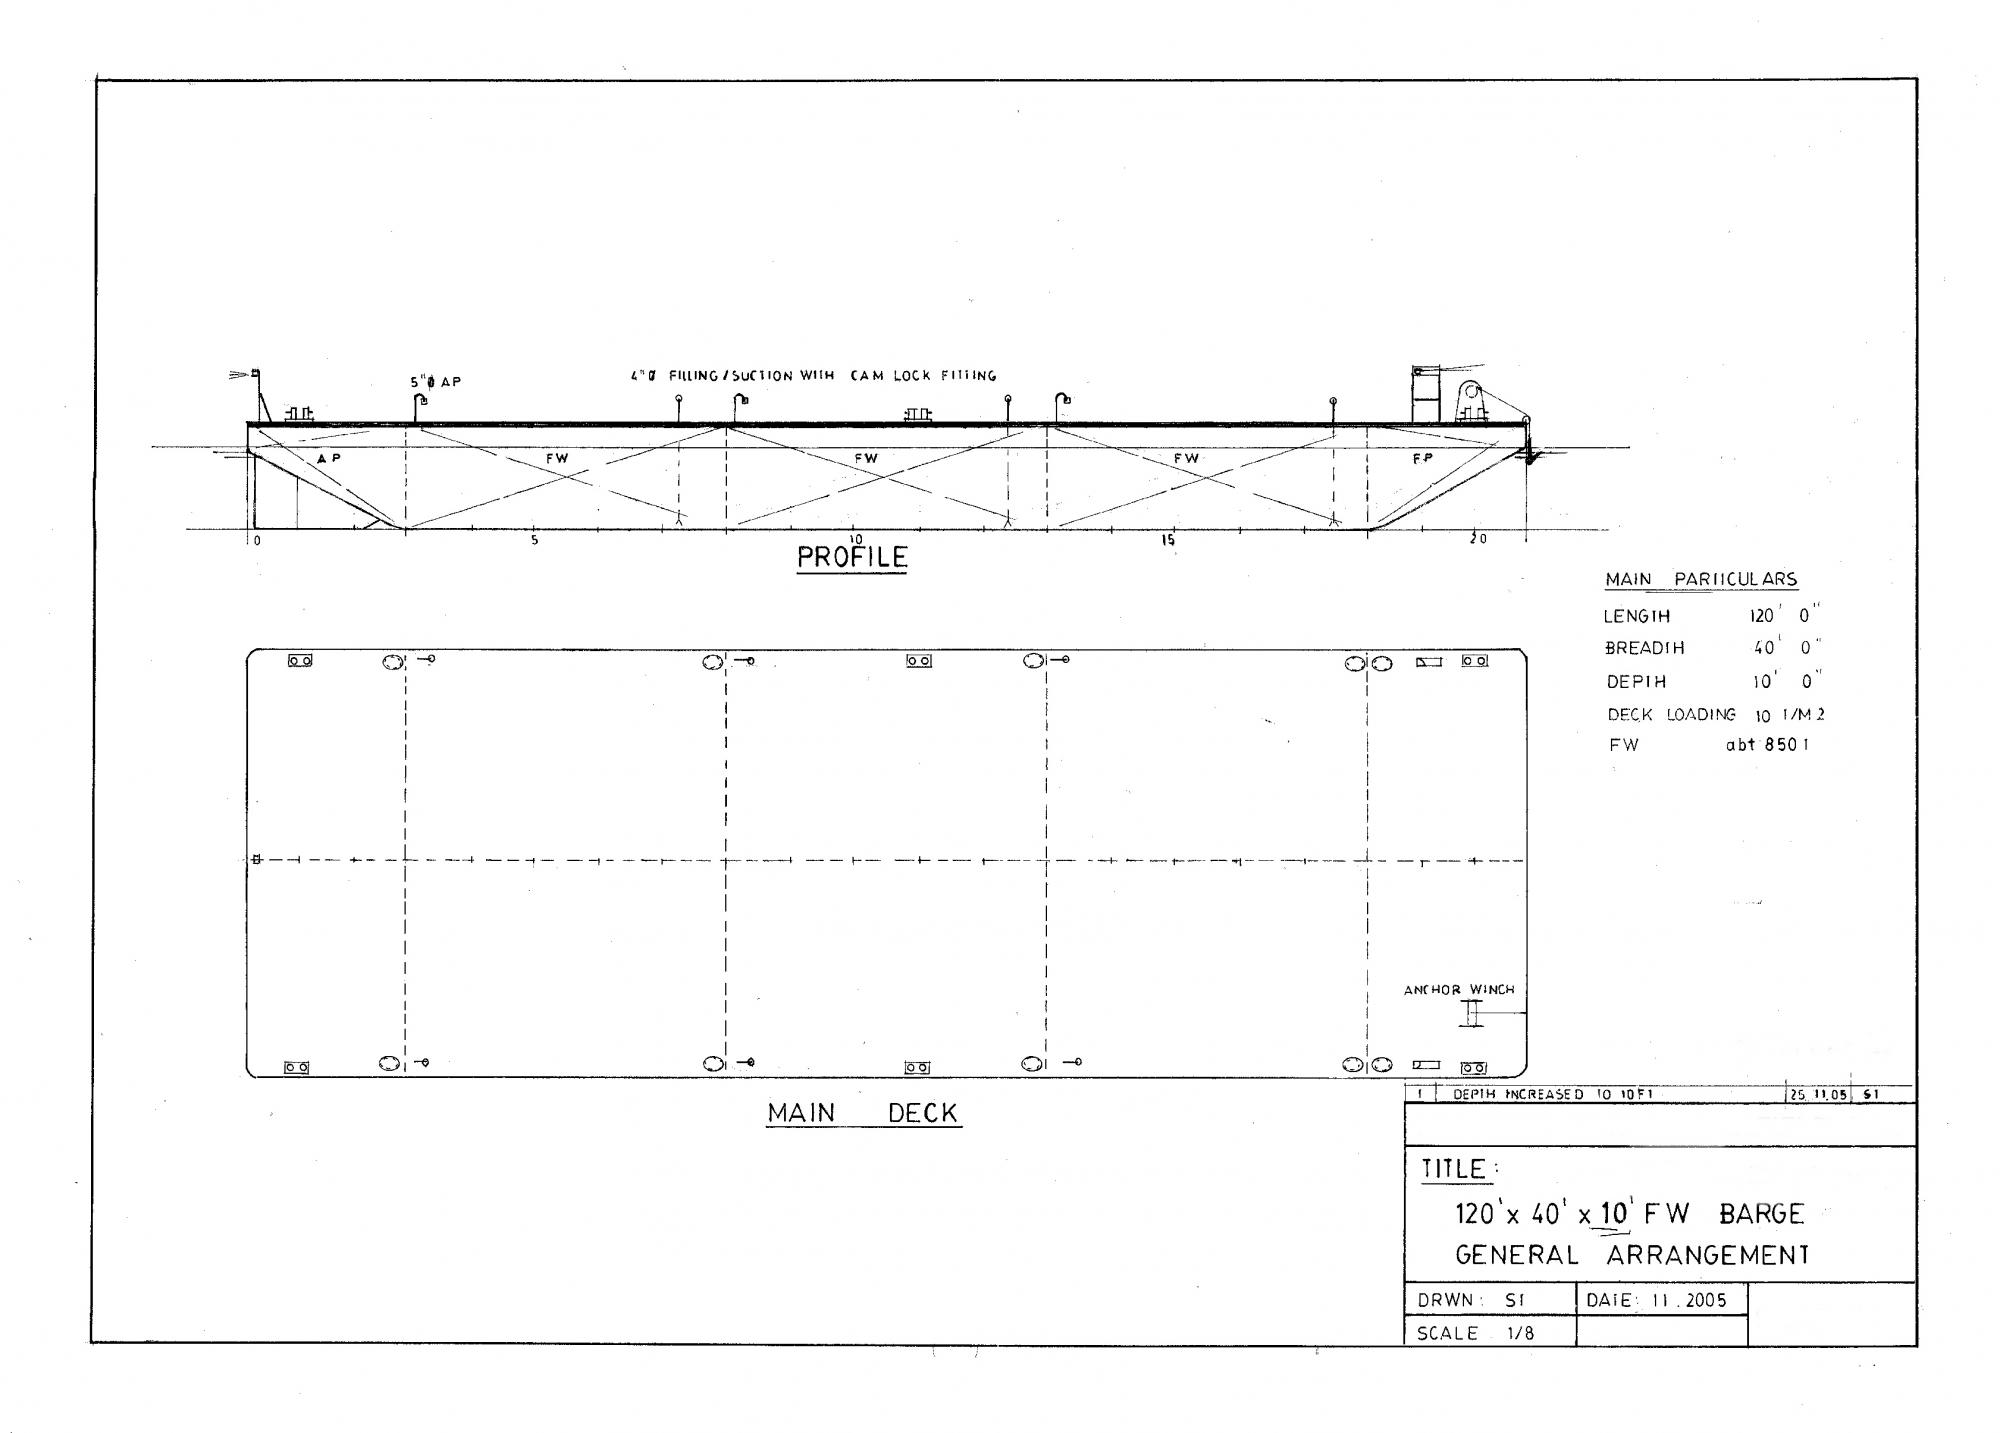 5"Ø AP
4"Ø FILLING/SUCTION WITH CAM LOCK FITTING
AP FW FW FW FP
0 5 10 15 20
PROFILE
MAIN PARTICULARS
LENGTH 120' 0"
BREADTH 40' 0"
DEPTH 10' 0"
DECK LOADING 10 T/M2
FW abt 850 T
ANCHOR WINCH
MAIN DECK
1 DEPTH INCREASED TO 10FT 25.11.05 ST
TITLE:
120' x 40' x 10' FW BARGE
GENERAL ARRANGEMENT
DRWN: ST DATE: 11.2005
SCALE 1/8